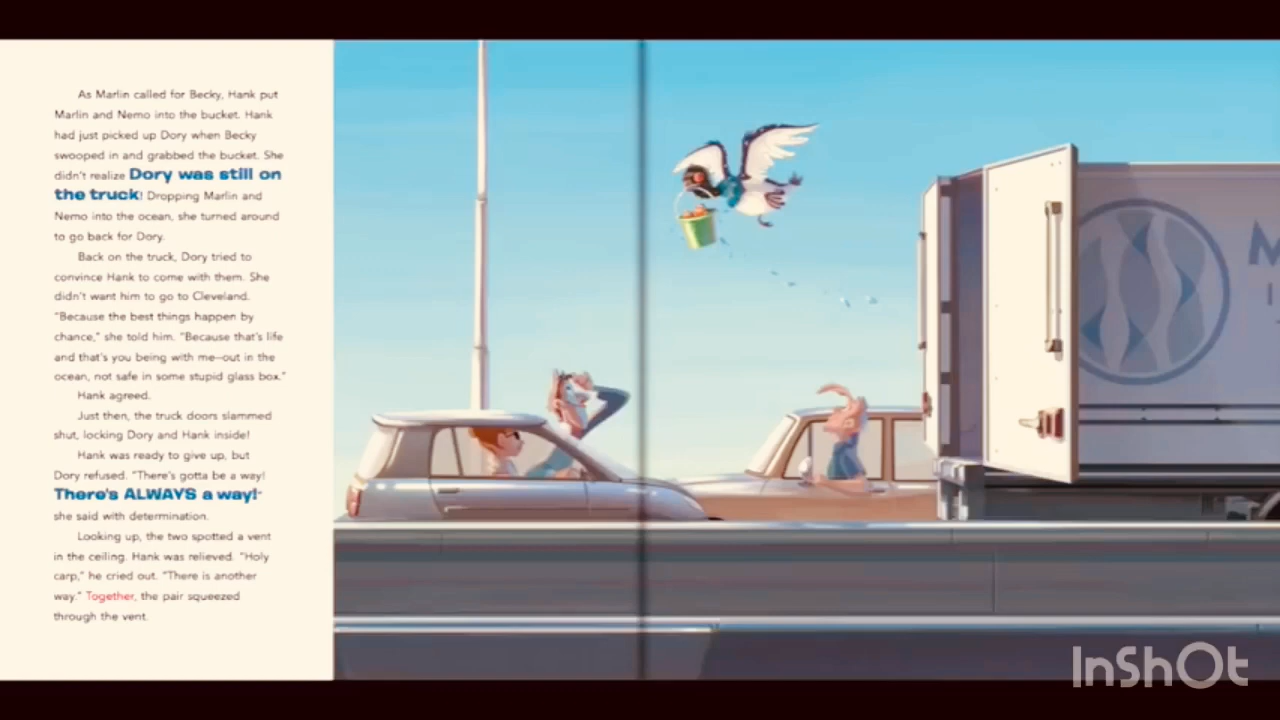 As Marlin called for Becky, Hank put
Marlin and Nemo into the bucket. Hank
had just picked up Dory when Becky
swooped in and grabbed the bucket. She
didn't realize Dory was still on
the truck! Dropping Marlin and
Nemo into the ocean, she turned around
to go back for Dory.
Back on the truck, Dory tried to
convince Hank to come with them. She
didn't want him to go to Cleveland.
"Because the best things happen by
chance," she told him. "Because that's life
and that's you being with me—out in the
ocean, not safe in some stupid glass box."
Hank agreed.
Just then, the truck doors slammed
shut, locking Dory and Hank inside!
Hank was ready to give up, but
Dory refused. "There's gotta be a way!
There's ALWAYS a way!"
she said with determination.
Looking up, the two spotted a vent
in the ceiling. Hank was relieved. "Holy
carp," he cried out. "There is another
way." Together, the pair squeezed
through the vent.
M
I
InShOt